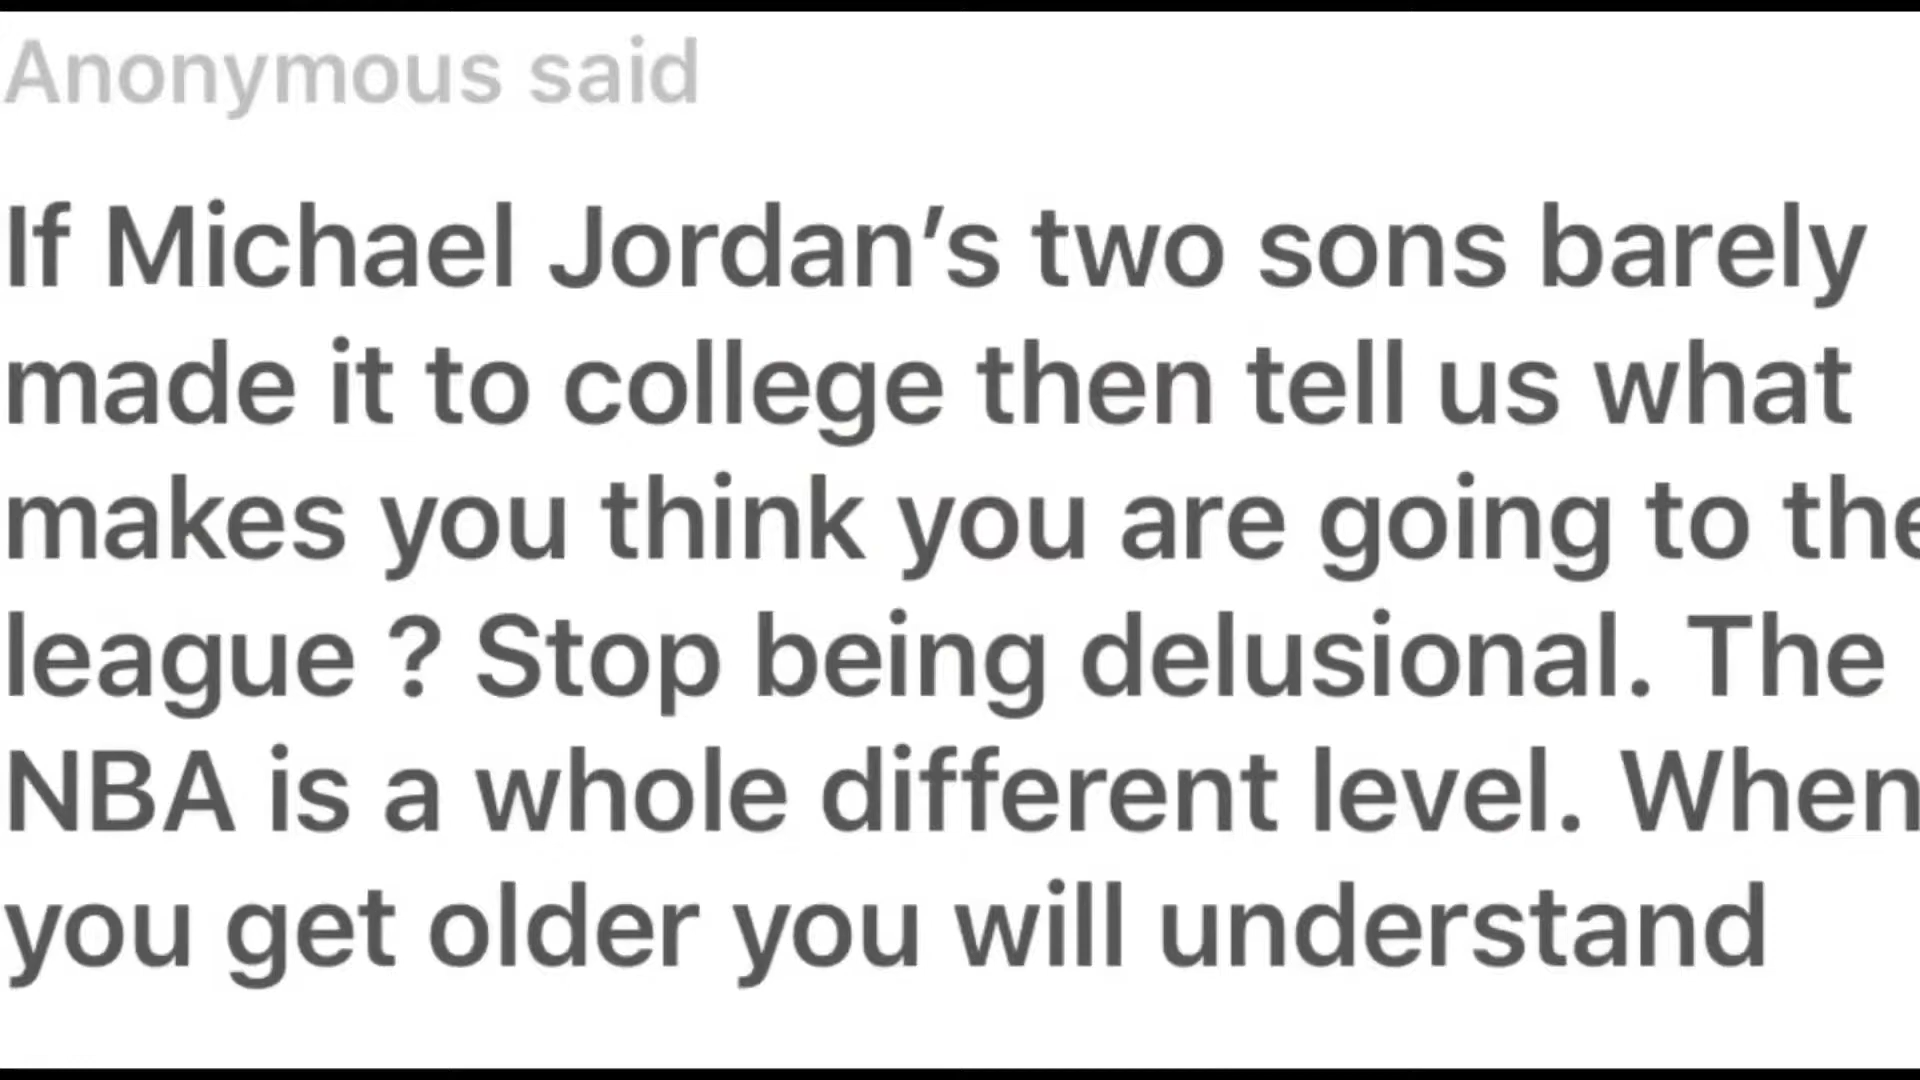 Anonymous said
If Michael Jordan’s two sons barely
made it to college then tell us what
makes you think you are going to the
league ? Stop being delusional. The
NBA is a whole different level. When
you get older you will understand